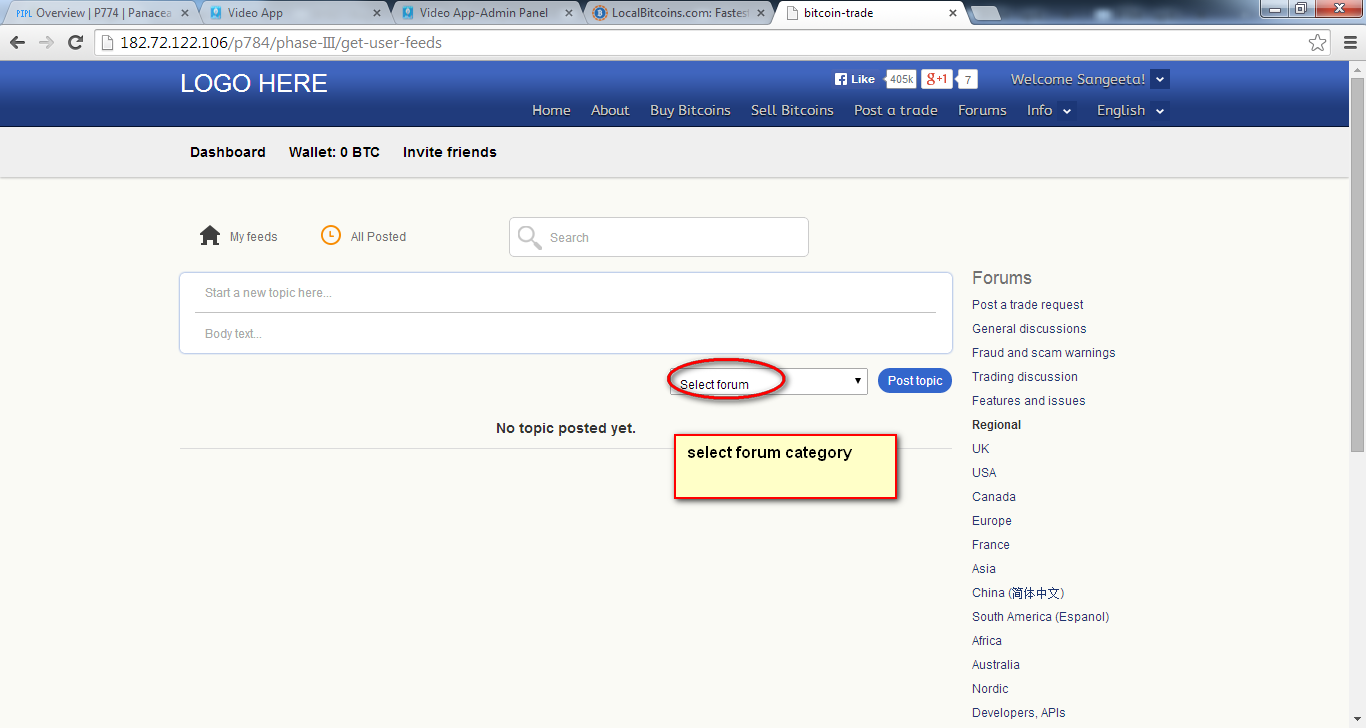 PIPL Overview | P774 | Panacea
Video App
Video App-Admin Panel
LocalBitcoins.com: Fastest
bitcoin-trade
182.72.122.106/p784/phase-III/get-user-feeds
LOGO HERE
Like 405k g+1 7 Welcome Sangeeta!
Home About Buy Bitcoins Sell Bitcoins Post a trade Forums Info English
Dashboard Wallet: 0 BTC Invite friends
My feeds All Posted Search
Start a new topic here...
Body text...
Select forum Post topic
No topic posted yet.
select forum category
Forums
Post a trade request
General discussions
Fraud and scam warnings
Trading discussion
Features and issues
Regional
UK
USA
Canada
Europe
France
Asia
China (简体中文)
South America (Espanol)
Africa
Australia
Nordic
Developers, APIs